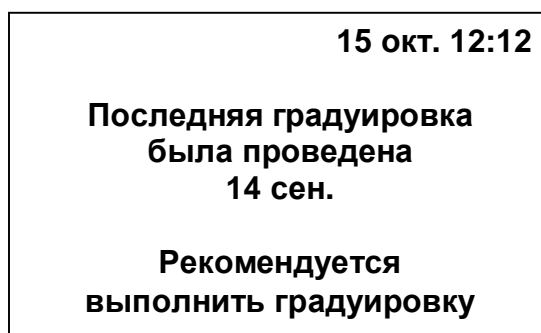 15 окт. 12:12
Последняя градуировка
была проведена
14 сен.
Рекомендуется
выполнить градуировку